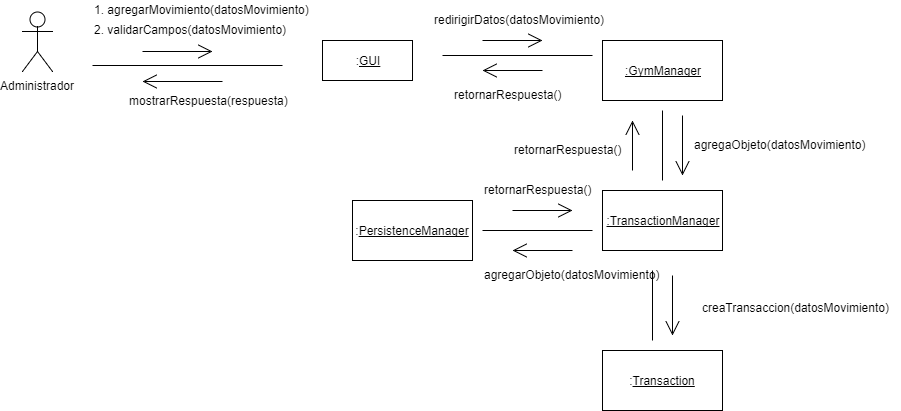 1. agregarMovimiento(datosMovimiento)
2. validarCampos(datosMovimiento)
redirigirDatos(datosMovimiento)
:GUI
:GymManager
Administrador
mostrarRespuesta(respuesta)
retornarRespuesta()
retornarRespuesta()
agregaObjeto(datosMovimiento)
retornarRespuesta()
:PersistenceManager
:TransactionManager
agregarObjeto(datosMovimiento)
creaTransaccion(datosMovimiento)
:Transaction